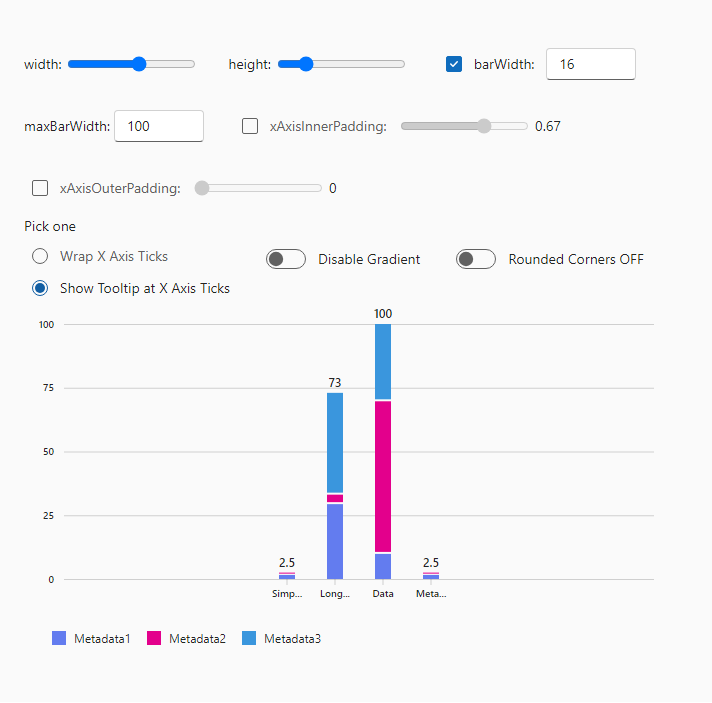 width: height: barWidth: 16
maxBarWidth: 100 xAxisInnerPadding: 0.67
xAxisOuterPadding: 0
Pick one
Wrap X Axis Ticks Disable Gradient Rounded Corners OFF
Show Tooltip at X Axis Ticks
100
100
75
73
50
25
2.5 2.5
0
Simp... Long... Data Meta...
Metadata1 Metadata2 Metadata3